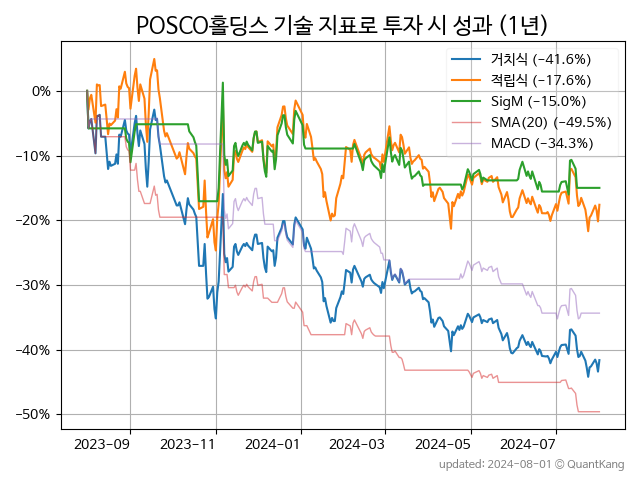 POSCO홀딩스 기술 지표로 투자 시 성과 (1년)
거치식 (−41.6%)
적립식 (−17.6%)
SigM (−15.0%)
SMA(20) (−49.5%)
MACD (−34.3%)
0%
−10%
−20%
−30%
−40%
−50%
2023-09 2023-11 2024-01 2024-03 2024-05 2024-07
updated: 2024-08-01 © QuantKang